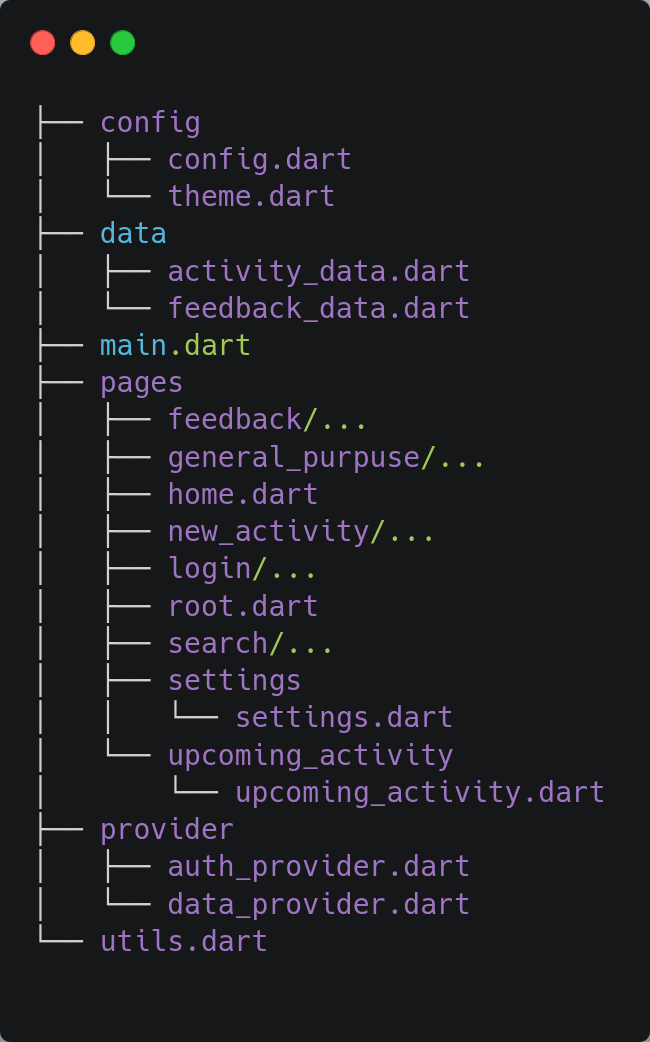 ├── config
│   ├── config.dart
│   └── theme.dart
├── data
│   ├── activity_data.dart
│   └── feedback_data.dart
├── main.dart
├── pages
│   ├── feedback/...
│   ├── general_purpuse/...
│   ├── home.dart
│   ├── new_activity/...
│   ├── login/...
│   ├── root.dart
│   ├── search/...
│   ├── settings
│   │   └── settings.dart
│   └── upcoming_activity
│       └── upcoming_activity.dart
├── provider
│   ├── auth_provider.dart
│   └── data_provider.dart
└── utils.dart